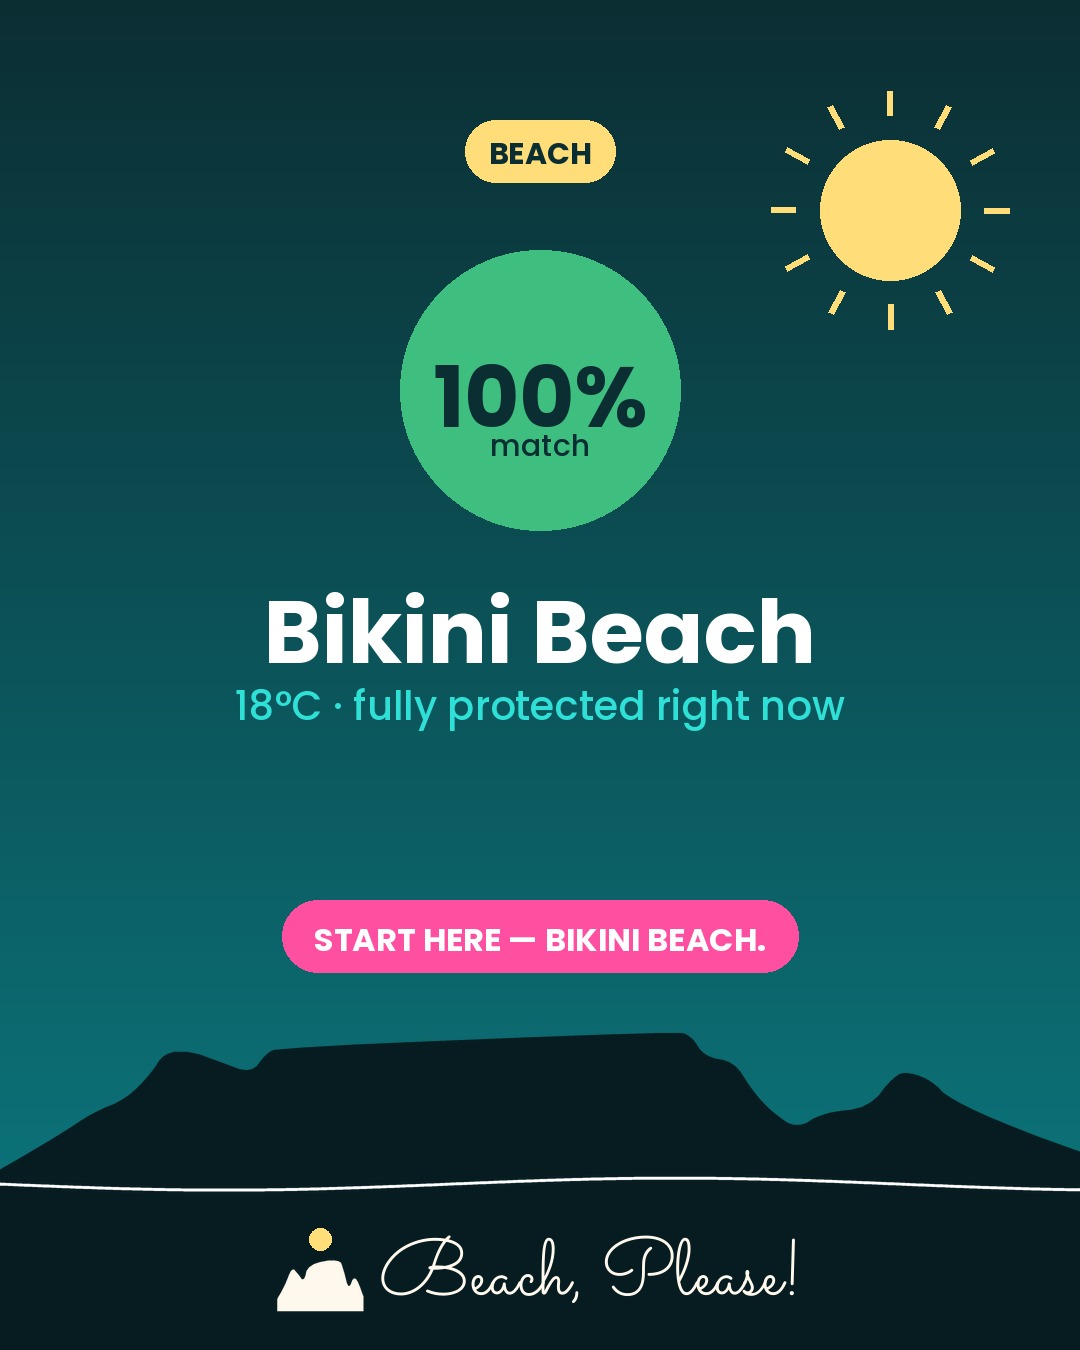 BEACH
100%
match
Bikini Beach
18°C · fully protected right now
START HERE — BIKINI BEACH.
Beach, Please!